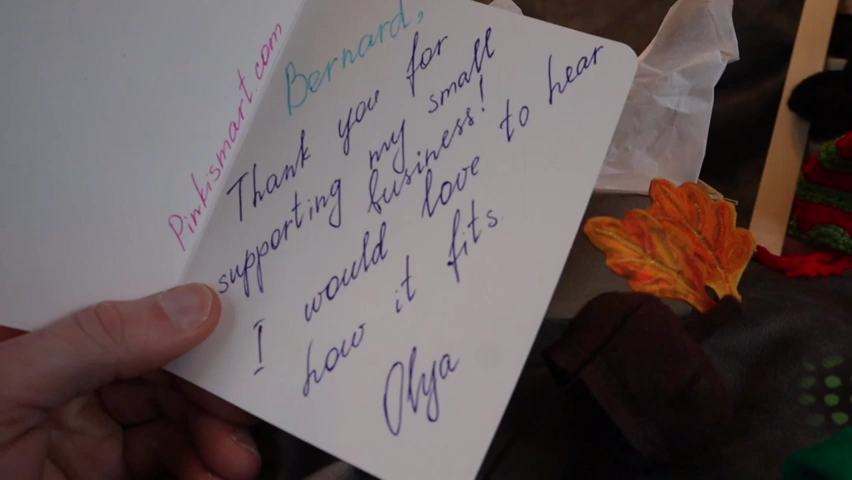 Pinkismart.com
Bernard,
Thank you for
supporting my small
business!
I would love to hear
how it fits.
Olya